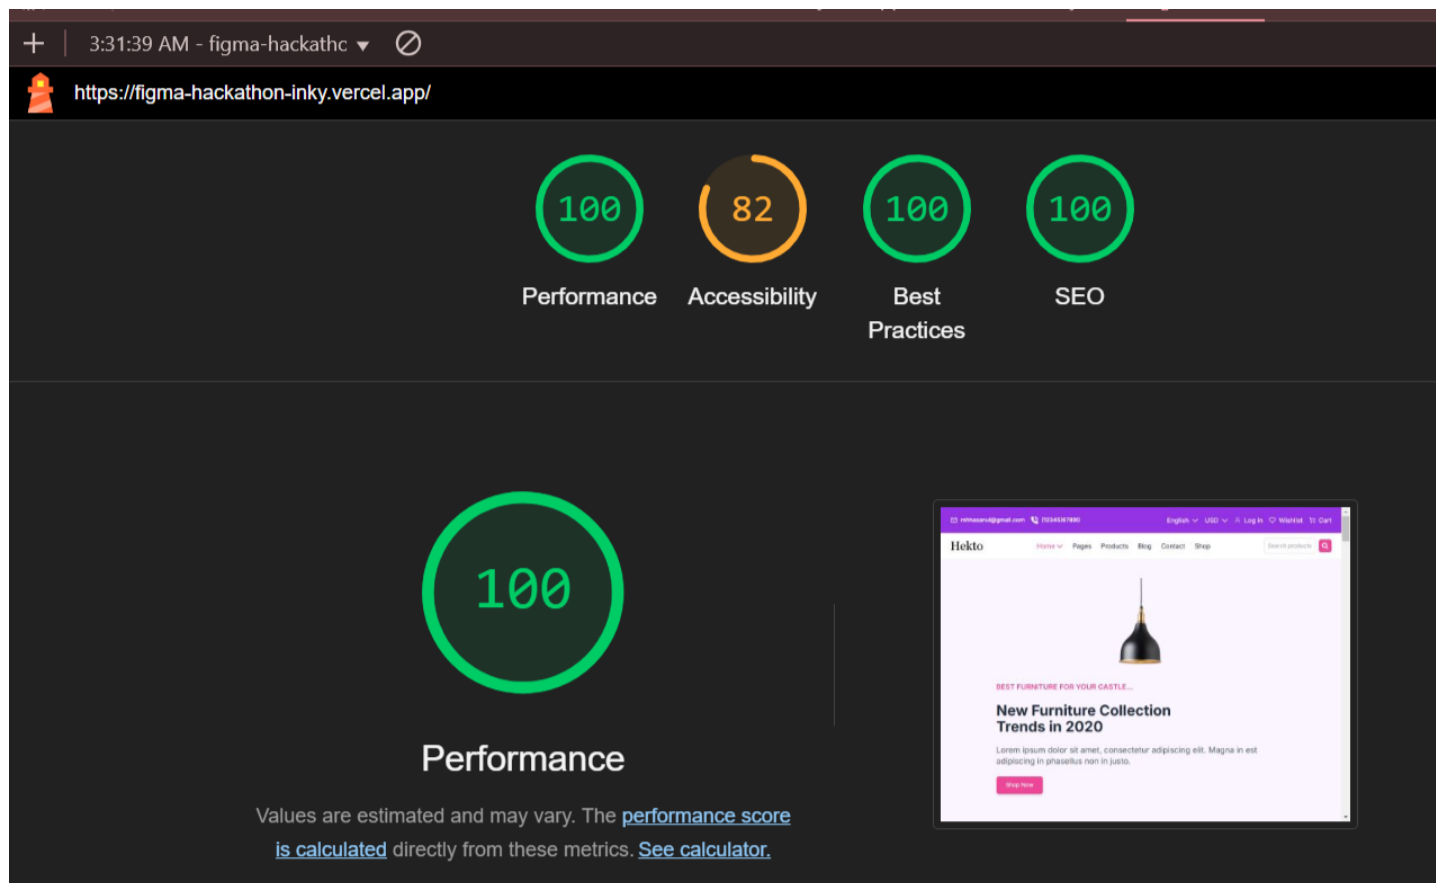 3:31:39 AM - figma-hackathc
https://figma-hackathon-inky.vercel.app/
100
82
100
100
Performance
Accessibility
Best
Practices
SEO
100
Performance
Values are estimated and may vary. The performance score
is calculated directly from these metrics. See calculator.
English USD Log in Wishlist Cart
Hekto
Home Pages Products Blog Contact Shop
Search products
BEST FURNITURE FOR YOUR CASTLE...
New Furniture Collection
Trends in 2020
Lorem ipsum dolor sit amet, consectetur adipiscing elit. Magna in est
adipiscing in phasellus non in justo.
Shop Now